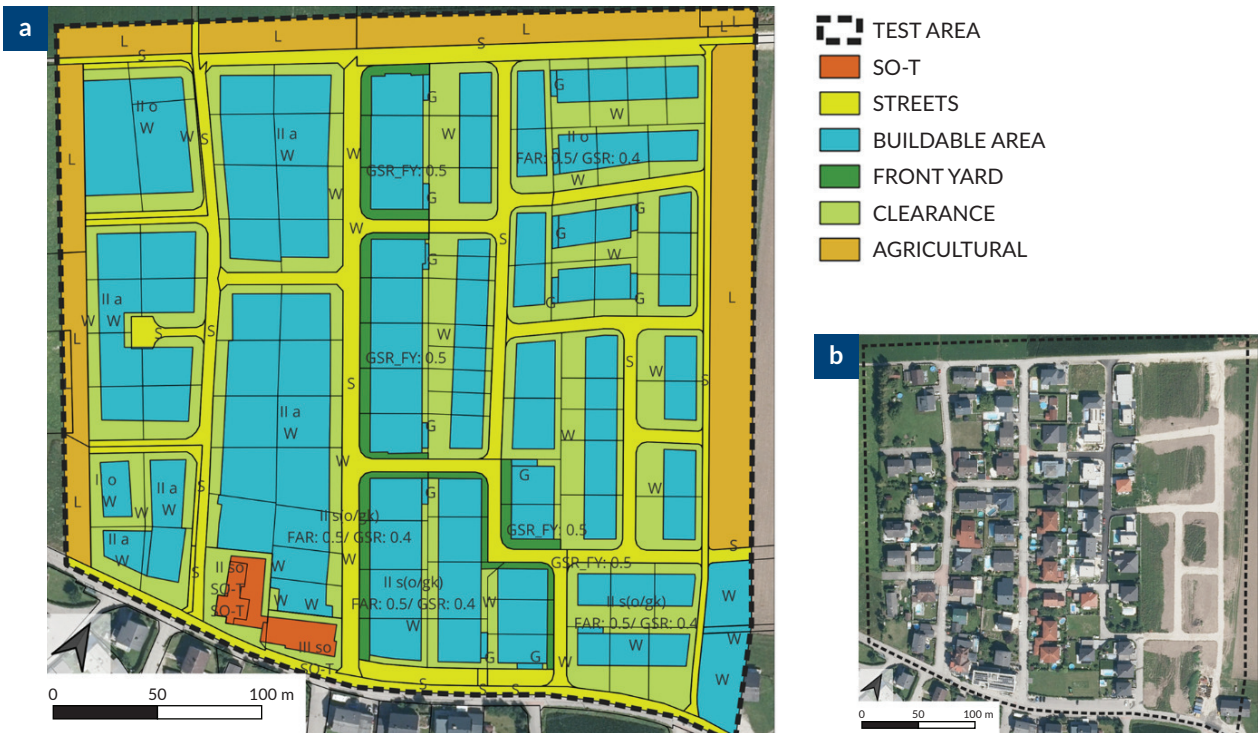 a
TEST AREA
SO-T
STREETS
BUILDABLE AREA
FRONT YARD
CLEARANCE
AGRICULTURAL
L
L
L
L
L
S
S
II o
W
W
S
II a
W
W
W
GSR_FY: 0.5
G
W
G
G
W
II o
FAR: 0.5/ GSR: 0.4
W
L
W
S
G
G
W
G
G
L
II a
W
W
S
S
L
G
W
GSR_FY: 0.5
G
S
S
W
S
W
II a
W
W
W
L
I o
W
W
II a
W
II a
W
S
S
G
G
W
II s(o/gk)
FAR: 0.5/ GSR: 0.4
W
GSR_FY: 0.5
GSR_FY: 0.5
S
II so
SO-T
SO-T
W
W
W
III so
SO-T
II s(o/gk)
FAR: 0.5/ GSR: 0.4
W
W
G
G
W
II s(o/gk)
FAR: 0.5/ GSR: 0.4
W
W
W
W
S
S
S
0 50 100 m
b
0 50 100 m